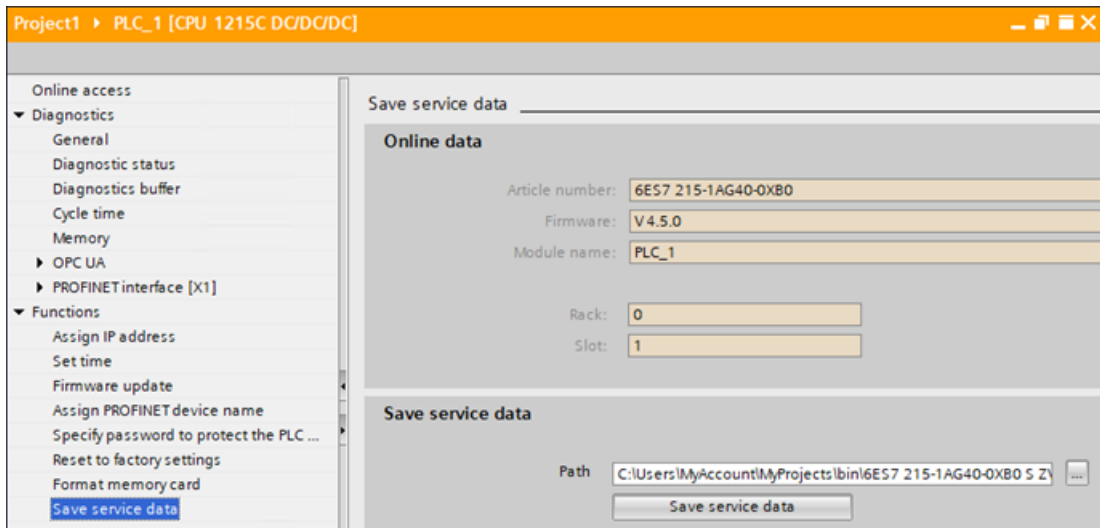 Project1 ▸ PLC_1 [CPU 1215C DC/DC/DC]
Online access
Diagnostics
General
Diagnostic status
Diagnostics buffer
Cycle time
Memory
OPC UA
PROFINET interface [X1]
Functions
Assign IP address
Set time
Firmware update
Assign PROFINET device name
Specify password to protect the PLC ...
Reset to factory settings
Format memory card
Save service data
Save service data
Online data
Article number: 6ES7 215-1AG40-0XB0
Firmware: V 4.5.0
Module name: PLC_1
Rack: 0
Slot: 1
Save service data
Path C:\Users\MyAccount\MyProjects\bin\6ES7 215-1AG40-0XB0 S ...
Save service data